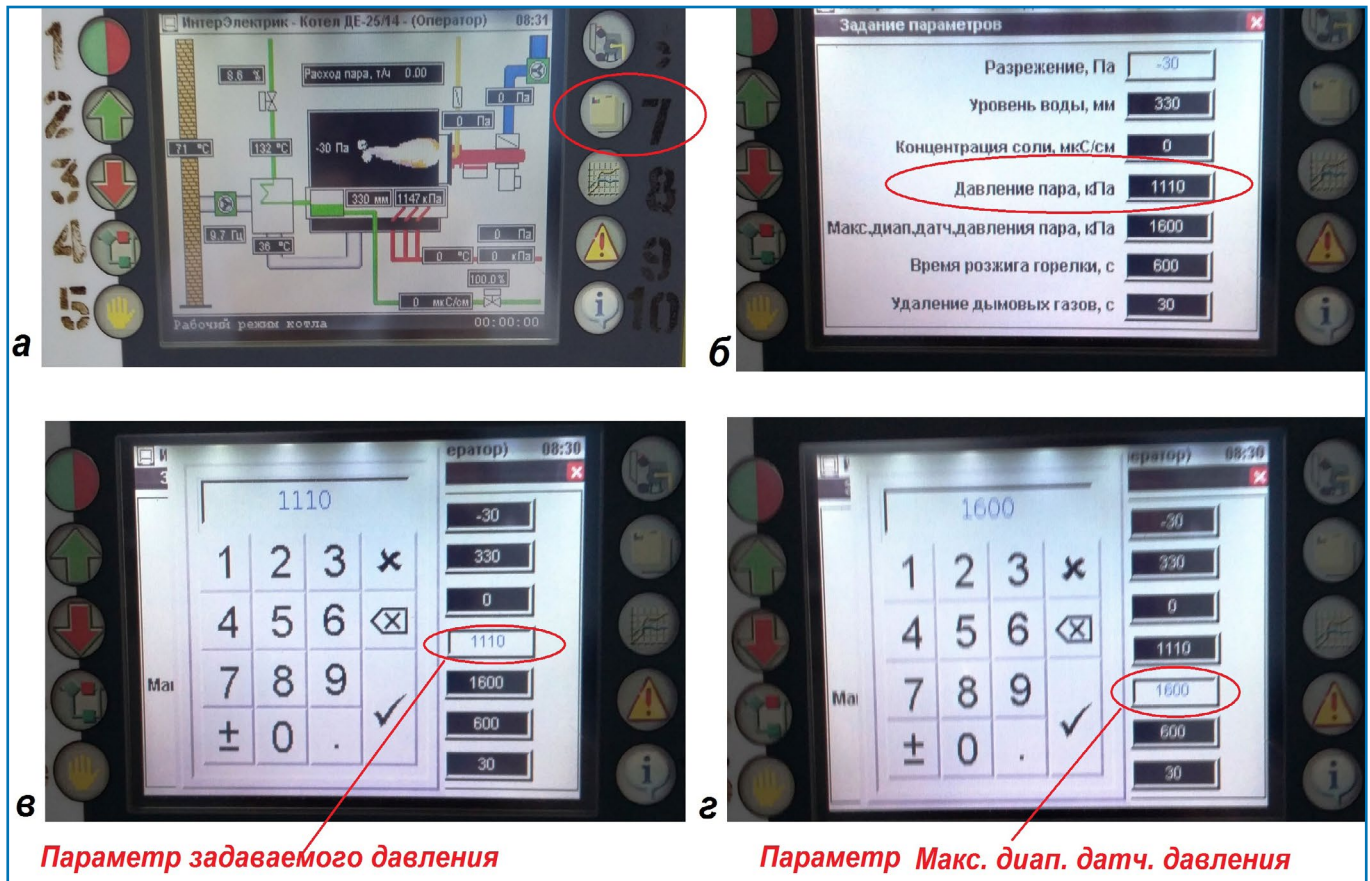 ИнтерЭлектрик - Котел ДЕ-25/14 - (Оператор) 08:31
1
2
3
4
5
8.6 %
Расход пара, т/ч 0.00
0 Па
0 Па
71 °C
132 °C
-30 Па
330 мм
1147 кПа
9.7 Гц
36 °C
0 Па
0 °C
0 кПа
100.0%
0 мкС/см
Рабочий режим котла 00:00:00
7
8
9
10
а
Задание параметров
Разрежение, Па -30
Уровень воды, мм 330
Концентрация соли, мкС/см 0
Давление пара, кПа 1110
Макс.диап.датч.давления пара, кПа 1600
Время розжига горелки, с 600
Удаление дымовых газов, с 30
б
ератор) 08:30
1110
1 2 3
4 5 6
7 8 9
± 0 .
Маі
-30
330
0
1110
1600
600
30
в
Параметр задаваемого давления
ератор) 08:30
1600
1 2 3
4 5 6
7 8 9
± 0 .
Ма
-30
330
0
1110
1600
600
30
г
Параметр Макс. диап. датч. давления